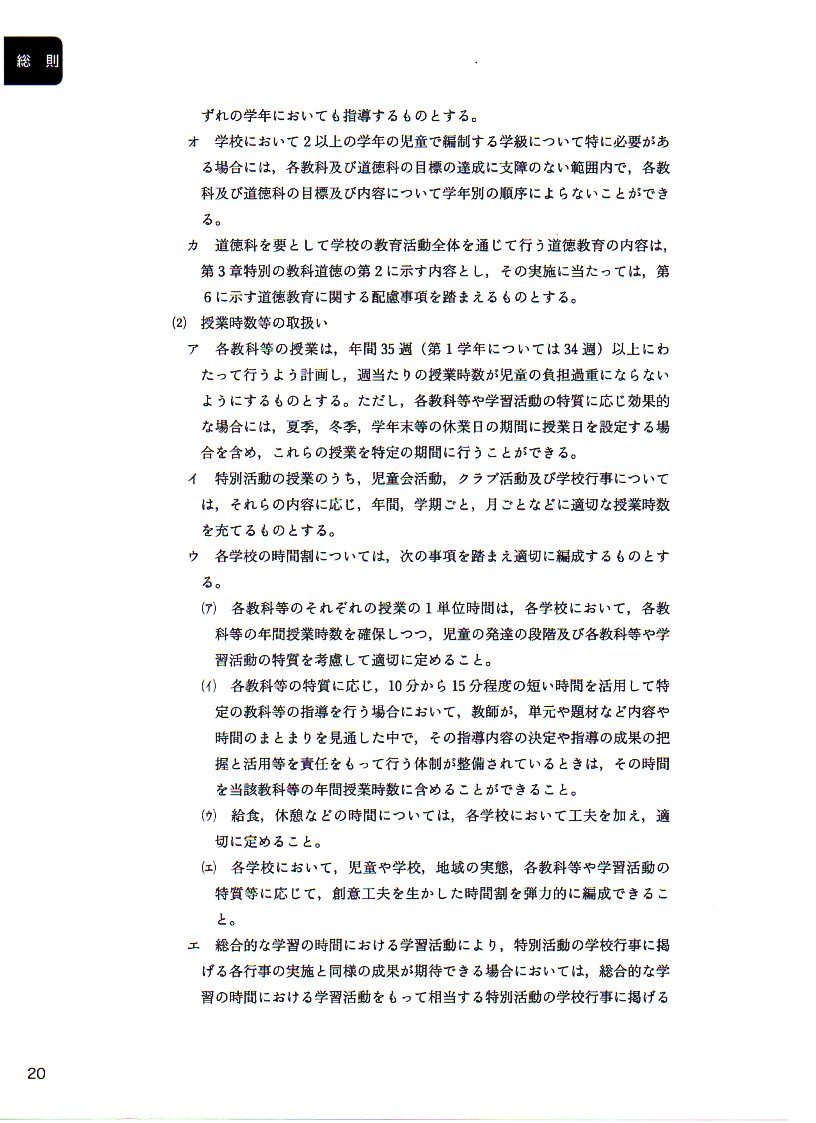 総則
ずれの学年においても指導するものとする。
オ　学校において2以上の学年の児童で編制する学級について特に必要があ
る場合には，各教科及び道徳科の目標の達成に支障のない範囲内で，各教
科及び道徳科の目標及び内容について学年別の順序によらないことができ
る。
カ　道徳科を要として学校の教育活動全体を通じて行う道徳教育の内容は，
第3章特別の教科道徳の第2に示す内容とし，その実施に当たっては，第
6に示す道徳教育に関する配慮事項を踏まえるものとする。
⑵　授業時数等の取扱い
ア　各教科等の授業は，年間35週（第1学年については34週）以上にわ
たって行うよう計画し，週当たりの授業時数が児童の負担過重にならない
ようにするものとする。ただし，各教科等や学習活動の特質に応じ効果的
な場合には，夏季，冬季，学年末等の休業日の期間に授業日を設定する場
合を含め，これらの授業を特定の期間に行うことができる。
イ　特別活動の授業のうち，児童会活動，クラブ活動及び学校行事について
は，それらの内容に応じ，年間，学期ごと，月ごとなどに適切な授業時数
を充てるものとする。
ウ　各学校の時間割については，次の事項を踏まえ適切に編成するものとす
る。
(ｱ)　各教科等のそれぞれの授業の1単位時間は，各学校において，各教
科等の年間授業時数を確保しつつ，児童の発達の段階及び各教科等や学
習活動の特質を考慮して適切に定めること。
(ｲ)　各教科等の特質に応じ，10分から15分程度の短い時間を活用して特
定の教科等の指導を行う場合において，教師が，単元や題材など内容や
時間のまとまりを見通した中で，その指導内容の決定や指導の成果の把
握と活用等を責任をもって行う体制が整備されているときは，その時間
を当該教科等の年間授業時数に含めることができること。
(ｳ)　給食，休憩などの時間については，各学校において工夫を加え，適
切に定めること。
(ｴ)　各学校において，児童や学校，地域の実態，各教科等や学習活動の
特質等に応じて，創意工夫を生かした時間割を弾力的に編成できるこ
と。
エ　総合的な学習の時間における学習活動により，特別活動の学校行事に掲
げる各行事の実施と同様の成果が期待できる場合においては，総合的な学
習の時間における学習活動をもって相当する特別活動の学校行事に掲げる
20